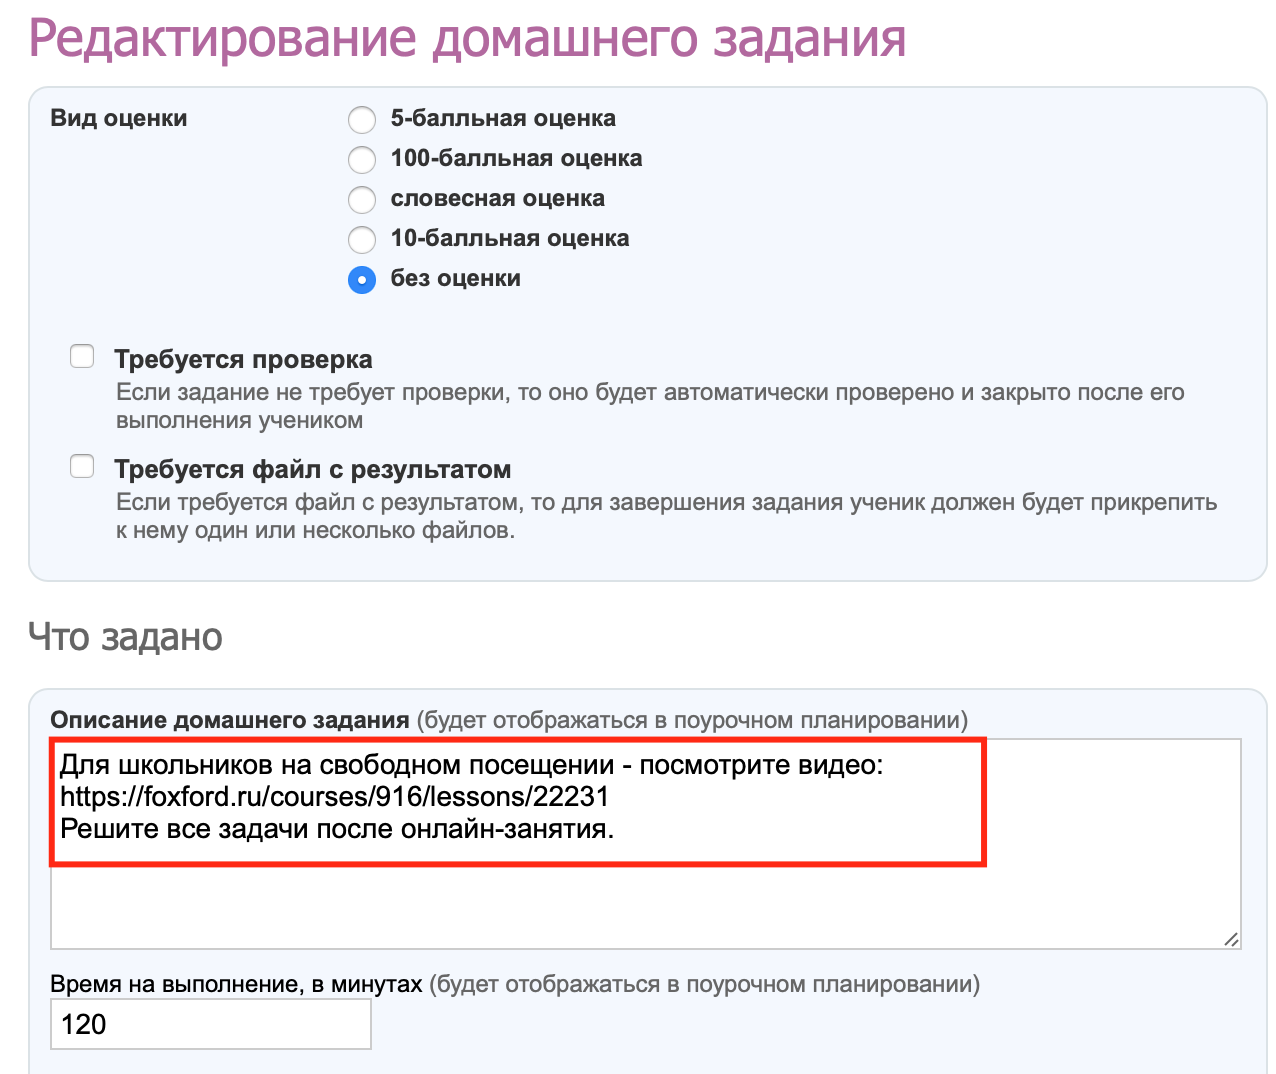 Редактирование домашнего задания
Вид оценки
5-балльная оценка
100-балльная оценка
словесная оценка
10-балльная оценка
без оценки
Требуется проверка
Если задание не требует проверки, то оно будет автоматически проверено и закрыто после его
выполнения учеником
Требуется файл с результатом
Если требуется файл с результатом, то для завершения задания ученик должен будет прикрепить
к нему один или несколько файлов.
Что задано
Описание домашнего задания (будет отображаться в поурочном планировании)
Для школьников на свободном посещении - посмотрите видео:
https://foxford.ru/courses/916/lessons/22231
Решите все задачи после онлайн-занятия.
Время на выполнение, в минутах (будет отображаться в поурочном планировании)
120